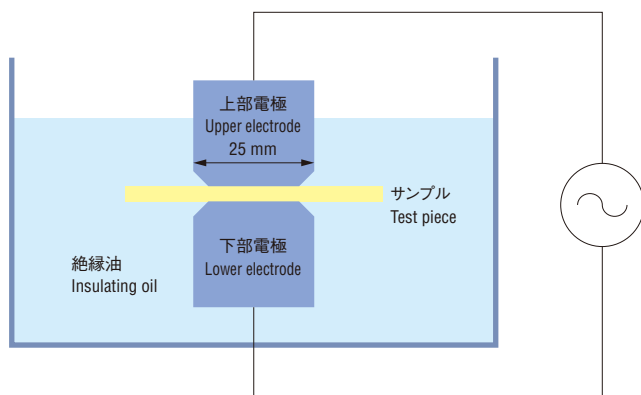 上部電極
Upper electrode
25 mm
サンプル
Test piece
下部電極
Lower electrode
絶縁油
Insulating oil